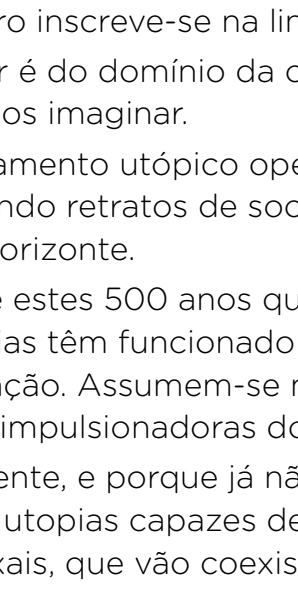 ro inscreve-se na lin
r é do domínio da c
os imaginar.
amento utópico ope
ndo retratos de soc
orizonte.
e estes 500 anos qu
ias têm funcionado
ação. Assumem-se n
impulsionadoras do
ente, e porque já nã
utopias capazes de
xais, que vão coexis